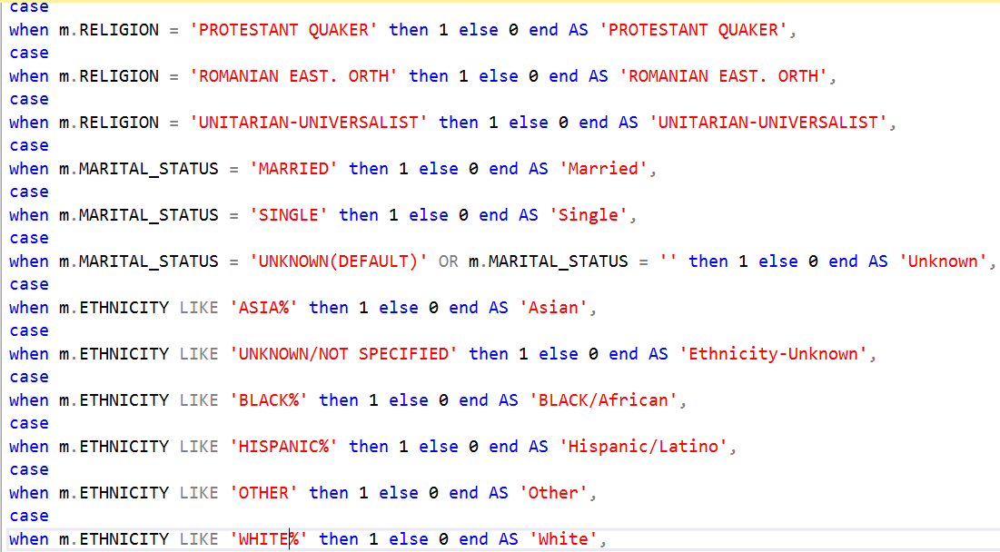 case
when m.RELIGION = 'PROTESTANT QUAKER' then 1 else 0 end AS 'PROTESTANT QUAKER',
case
when m.RELIGION = 'ROMANIAN EAST. ORTH' then 1 else 0 end AS 'ROMANIAN EAST. ORTH',
case
when m.RELIGION = 'UNITARIAN-UNIVERSALIST' then 1 else 0 end AS 'UNITARIAN-UNIVERSALIST',
case
when m.MARITAL_STATUS = 'MARRIED' then 1 else 0 end AS 'Married',
case
when m.MARITAL_STATUS = 'SINGLE' then 1 else 0 end AS 'Single',
case
when m.MARITAL_STATUS = 'UNKNOWN(DEFAULT)' OR m.MARITAL_STATUS = '' then 1 else 0 end AS 'Unknown',
case
when m.ETHNICITY LIKE 'ASIA%' then 1 else 0 end AS 'Asian',
case
when m.ETHNICITY LIKE 'UNKNOWN/NOT SPECIFIED' then 1 else 0 end AS 'Ethnicity-Unknown',
case
when m.ETHNICITY LIKE 'BLACK%' then 1 else 0 end AS 'BLACK/African',
case
when m.ETHNICITY LIKE 'HISPANIC%' then 1 else 0 end AS 'Hispanic/Latino',
case
when m.ETHNICITY LIKE 'OTHER' then 1 else 0 end AS 'Other',
case
when m.ETHNICITY LIKE 'WHITE%' then 1 else 0 end AS 'White',